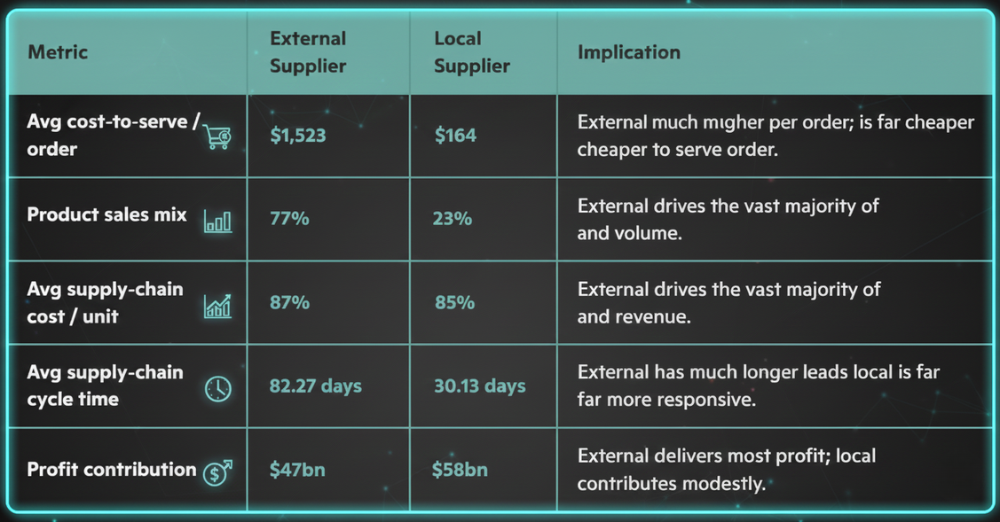 Metric
External
Supplier
Local
Supplier
Implication
Avg cost-to-serve /
order
$1,523
$164
External much mıgher per order; is far cheaper
cheaper to serve order.
Product sales mix
77%
23%
External drives the vast majority of
and volume.
Avg supply-chain
cost / unit
87%
85%
External drives the vast majority of
and revenue.
Avg supply-chain
cycle time
82.27 days
30.13 days
External has much longer leads local is far
far more responsive.
Profit contribution
$
$47bn
$58bn
External delivers most profit; local
contributes modestly.